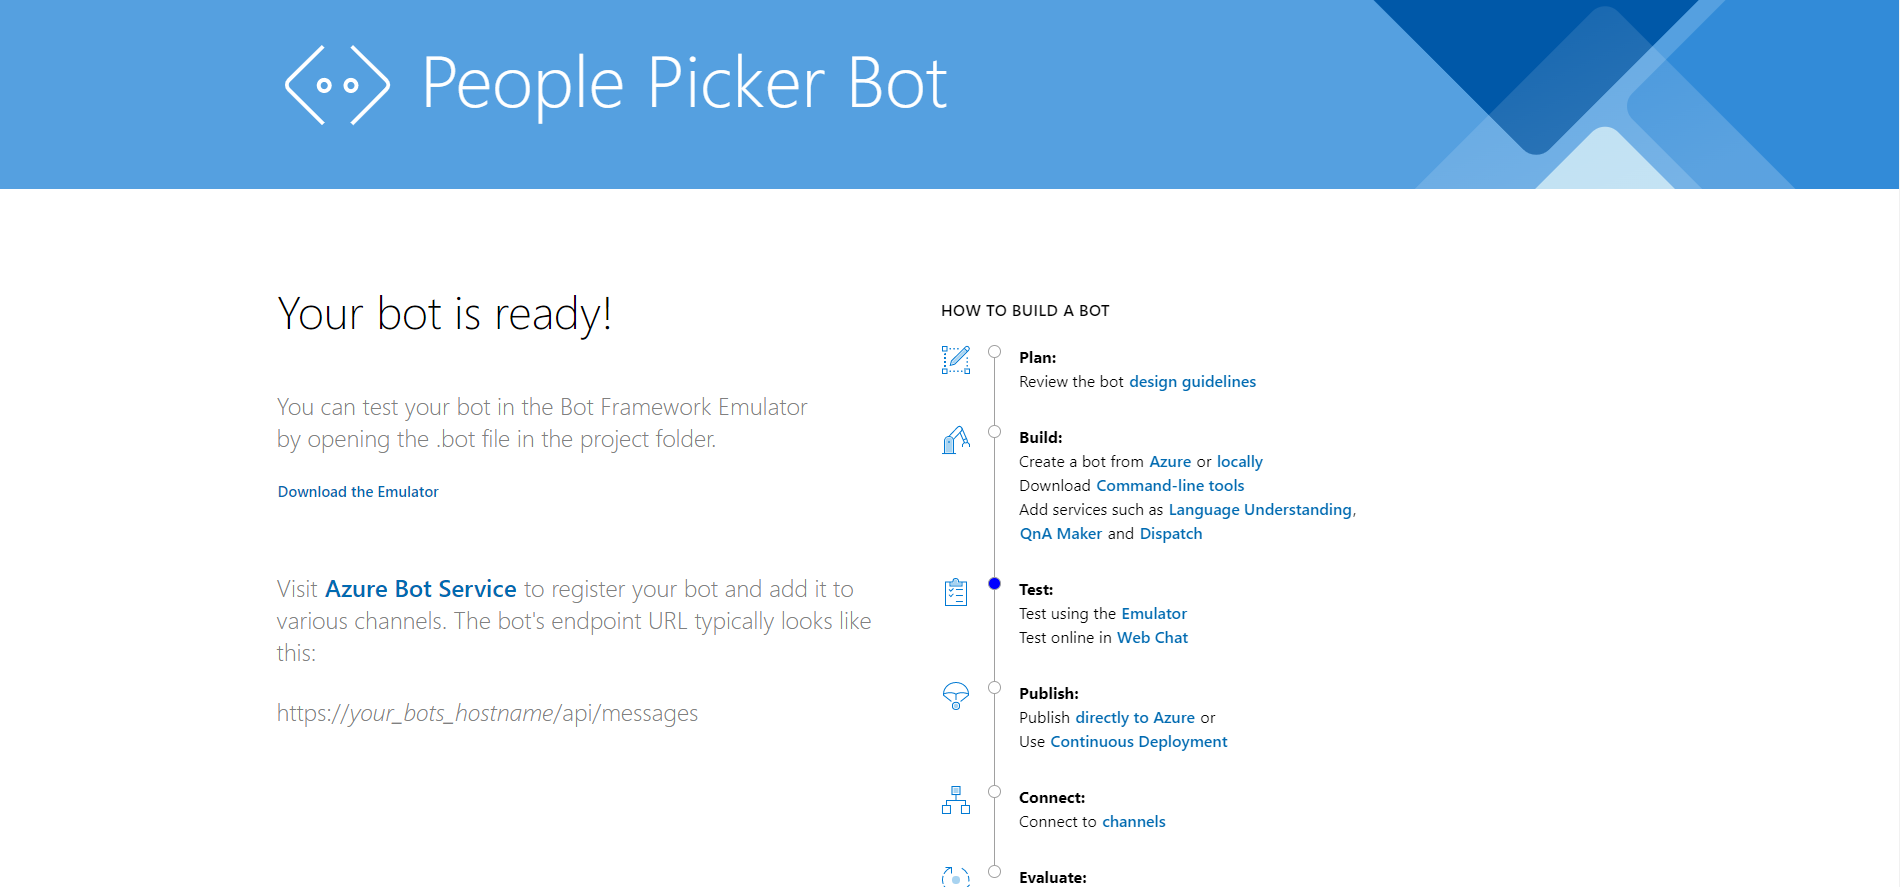 People Picker Bot
Your bot is ready!
You can test your bot in the Bot Framework Emulator
by opening the .bot file in the project folder.
Download the Emulator
Visit Azure Bot Service to register your bot and add it to
various channels. The bot's endpoint URL typically looks like
this:
https://your_bots_hostname/api/messages
HOW TO BUILD A BOT
Plan:
Review the bot design guidelines
Build:
Create a bot from Azure or locally
Download Command-line tools
Add services such as Language Understanding,
QnA Maker and Dispatch
Test:
Test using the Emulator
Test online in Web Chat
Publish:
Publish directly to Azure or
Use Continuous Deployment
Connect:
Connect to channels
Evaluate: